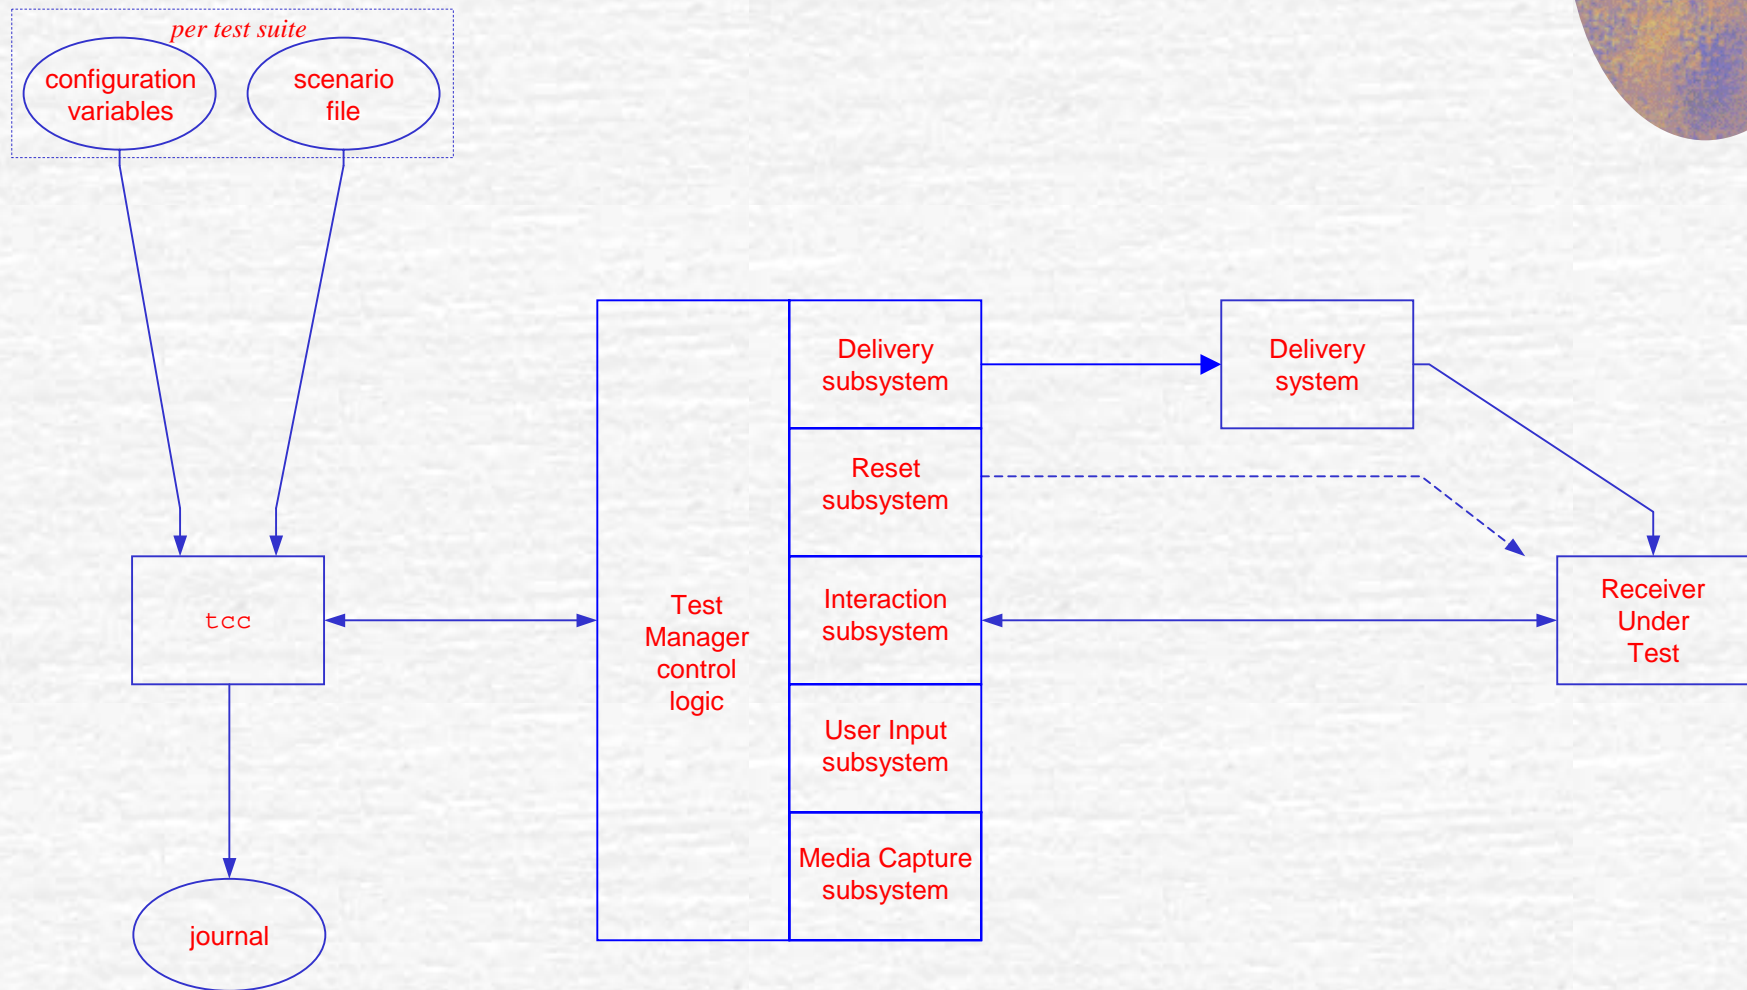 per test suite
configuration
variables
scenario
file
Delivery
subsystem
Delivery
system
Reset
subsystem
tcc
Test
Manager
control
logic
Interaction
subsystem
Receiver
Under
Test
User Input
subsystem
Media Capture
subsystem
journal